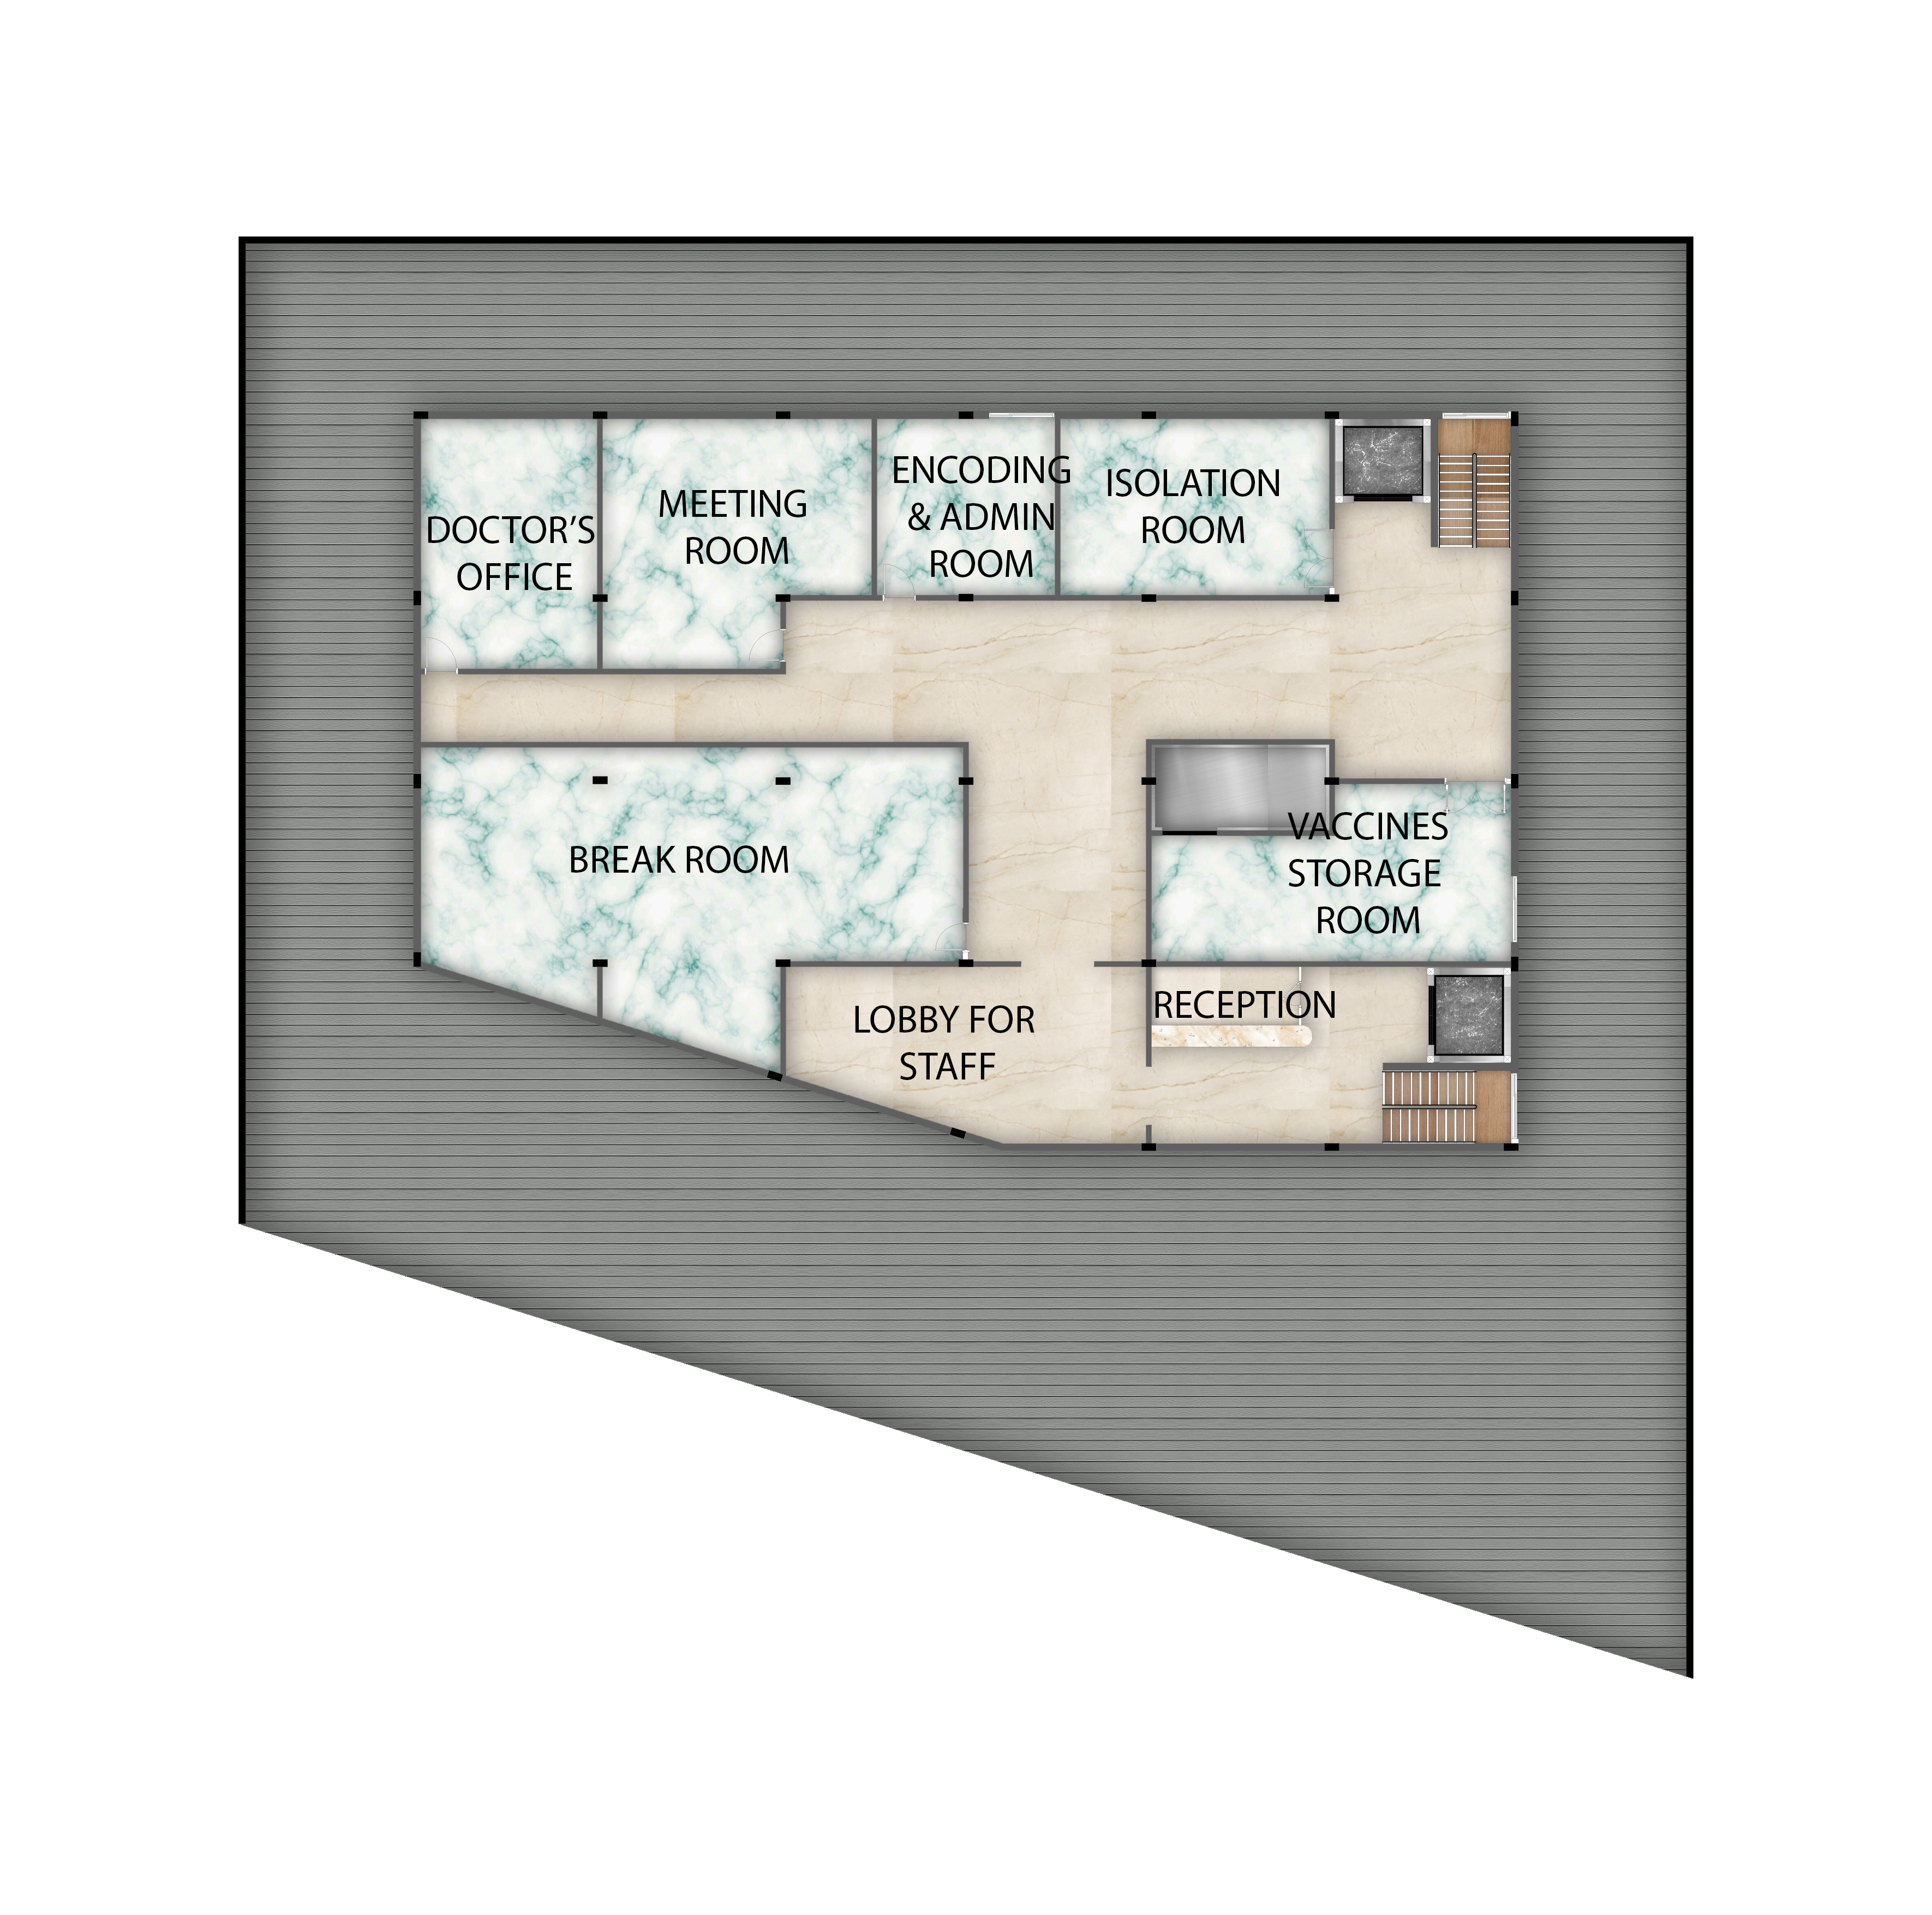 DOCTOR'S
OFFICE
MEETING
ROOM
ENCODING
& ADMIN
ROOM
ISOLATION
ROOM
BREAK ROOM
VACCINES
STORAGE
ROOM
LOBBY FOR
STAFF
RECEPTION